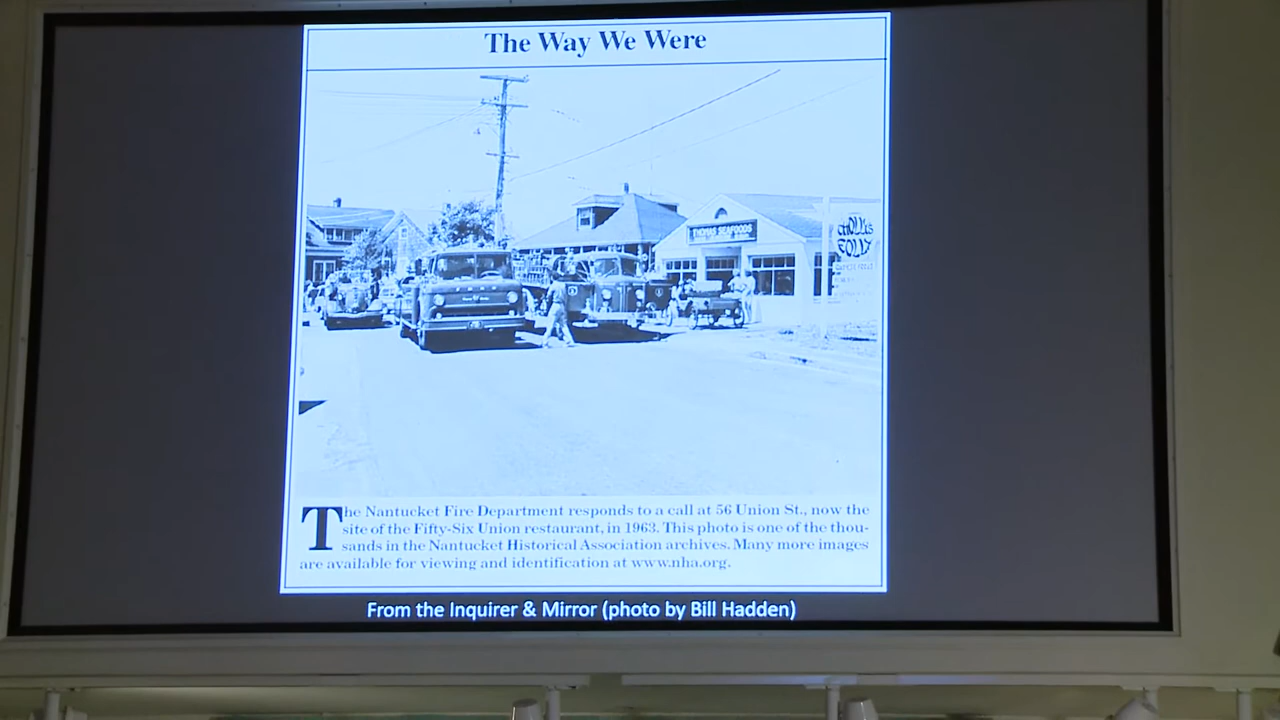 The Way We Were
THOMAS SEAFOODS
FOLLY
The Nantucket Fire Department responds to a call at 56 Union St., now the
site of the Fifty-Six Union restaurant, in 1963. This photo is one of the thou-
sands in the Nantucket Historical Association archives. Many more images
are available for viewing and identification at www.nha.org.
From the Inquirer & Mirror (photo by Bill Hadden)